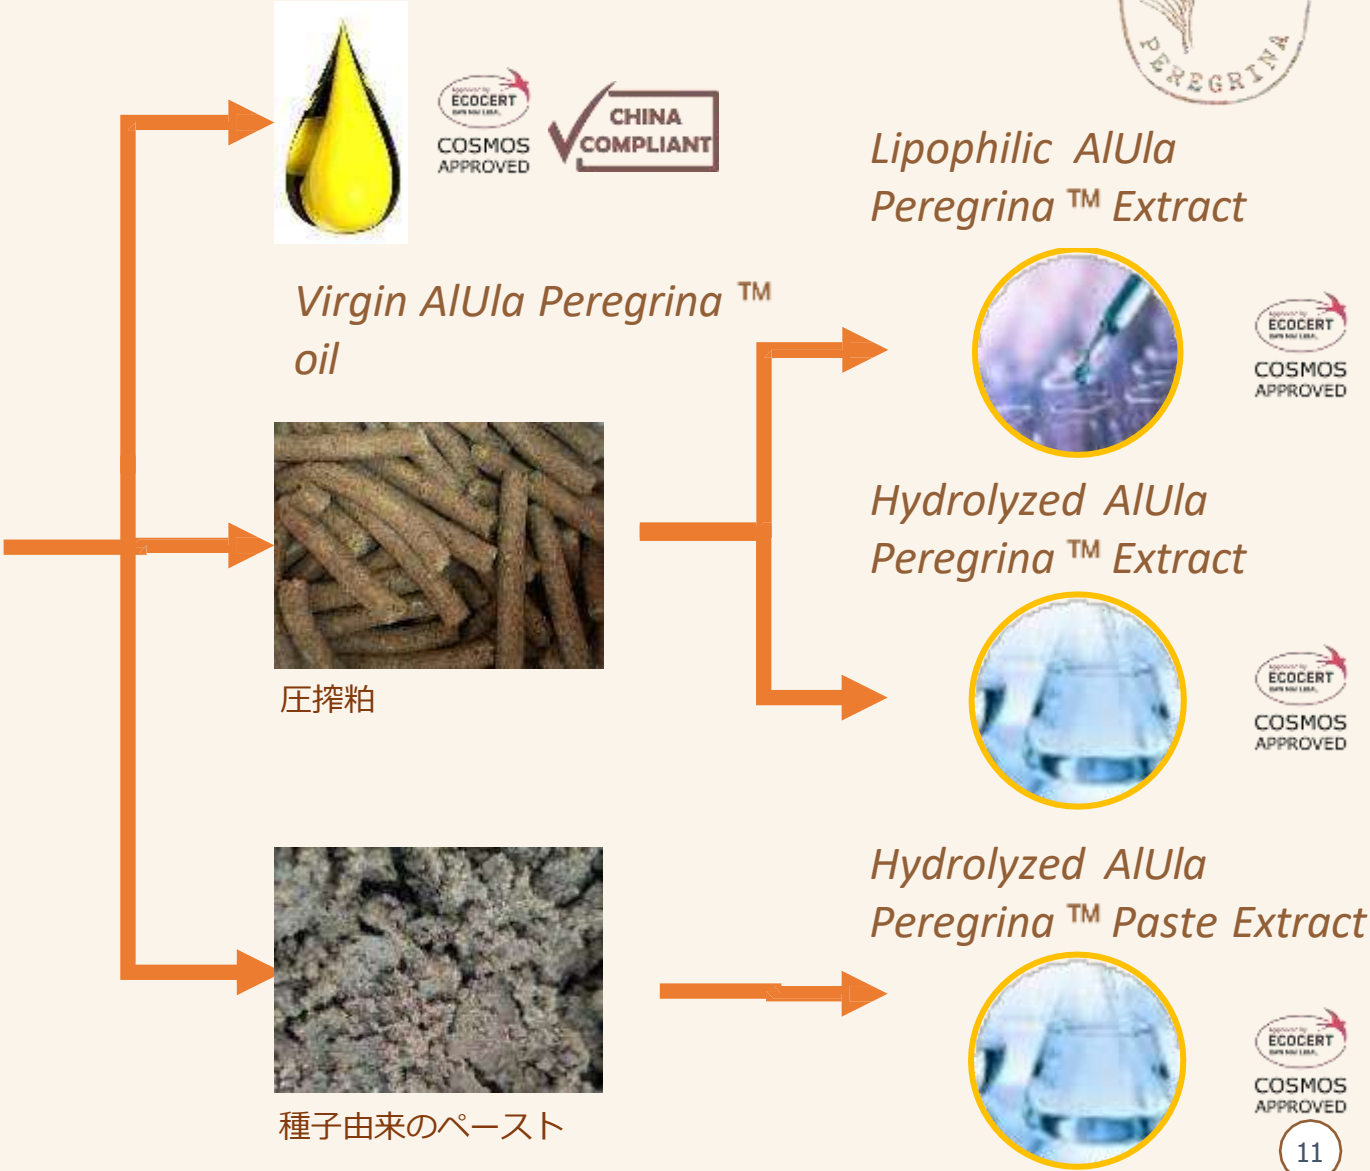 PEREGRINA
ECOCERT
COSMOS
APPROVED
CHINA
COMPLIANT
Lipophilic AlUla
Peregrina ™ Extract
Virgin AlUla Peregrina ™
oil
ECOCERT
COSMOS
APPROVED
圧搾粕
Hydrolyzed AlUla
Peregrina ™ Extract
ECOCERT
COSMOS
APPROVED
種子由来のペースト
Hydrolyzed AlUla
Peregrina ™ Paste Extract
ECOCERT
COSMOS
APPROVED
11